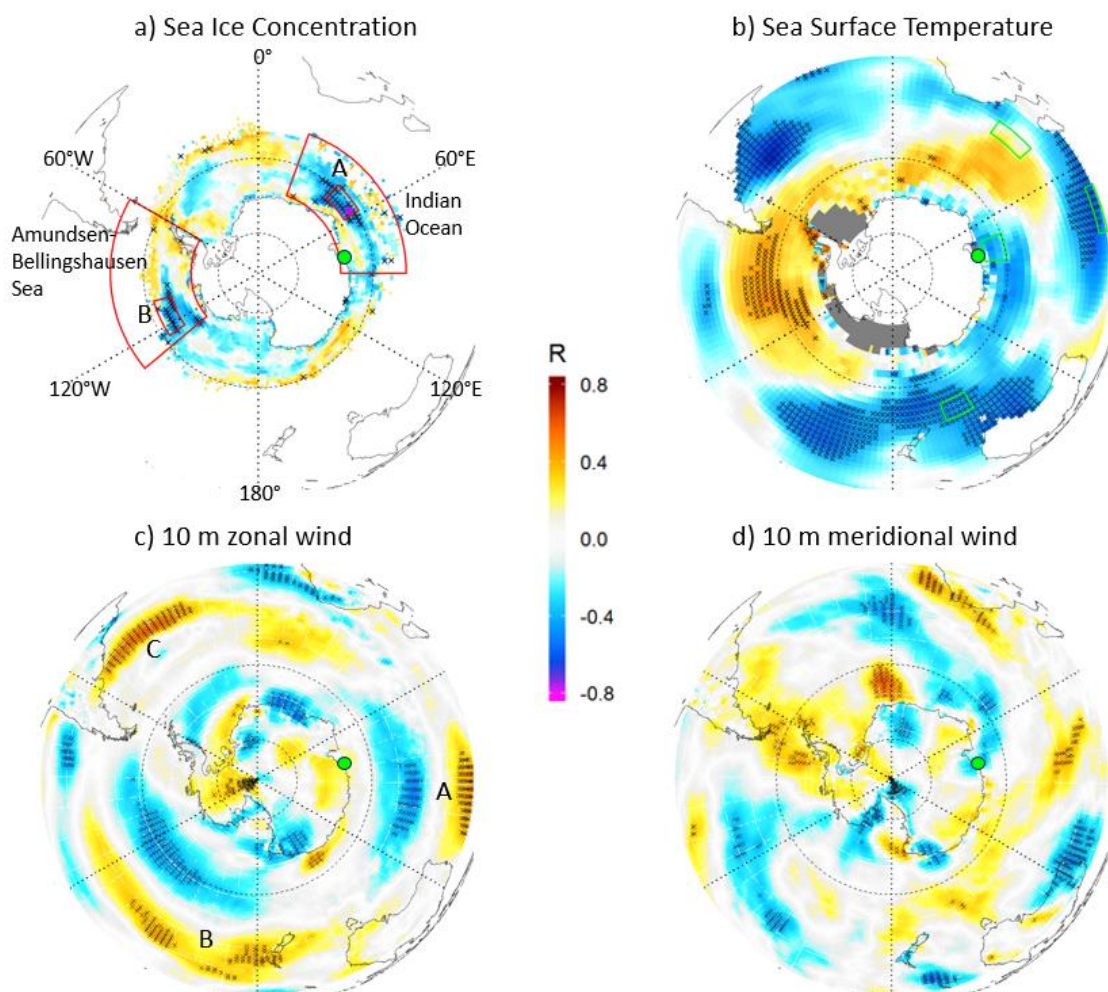 a) Sea Ice Concentration
b) Sea Surface Temperature
0°
60°W
60°E
A
Indian
Ocean
Amundsen-
Bellingshausen
Sea
B
120°W
120°E
180°
R
0.8
0.4
0.0
-0.4
-0.8
c) 10 m zonal wind
d) 10 m meridional wind
C
A
B